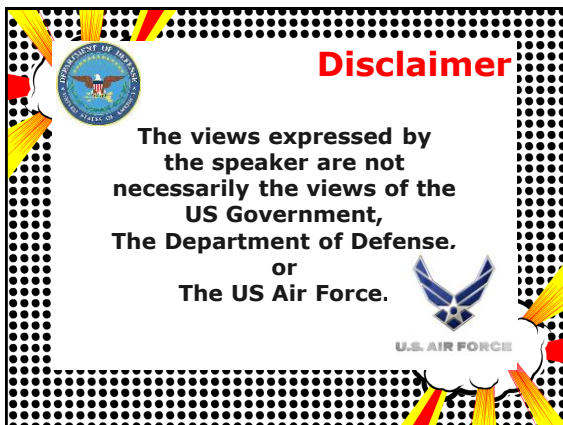 Disclaimer
DEPARTMENT OF DEFENSE
UNITED STATES OF AMERICA
The views expressed by
the speaker are not
necessarily the views of the
US Government,
The Department of Defense,
or
The US Air Force.
U.S. AIR FORCE